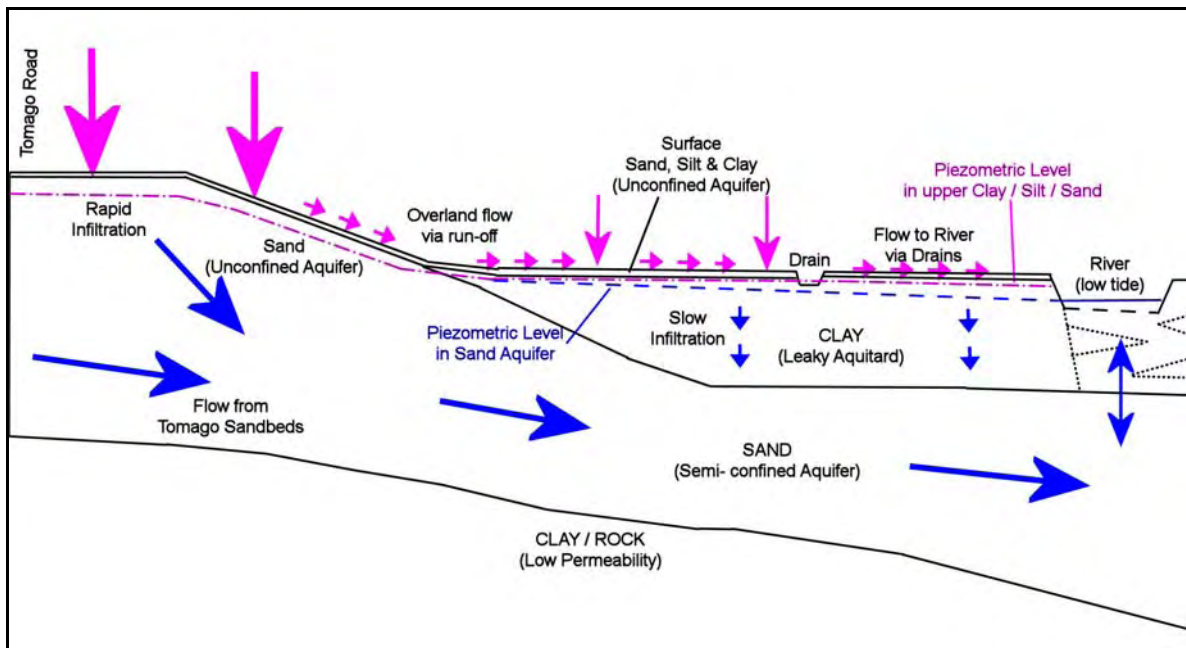 Tomago Road
Rapid
Infiltration
Sand
(Unconfined Aquifer)
Overland flow
via run-off
Surface
Sand, Silt & Clay
(Unconfined Aquifer)
Piezometric Level
in upper Clay / Silt / Sand
Drain
Flow to River
via Drains
River
(low tide)
Piezometric Level
in Sand Aquifer
Slow
Infiltration
CLAY
(Leaky Aquitard)
Flow from
Tomago Sandbeds
SAND
(Semi- confined Aquifer)
CLAY / ROCK
(Low Permeability)